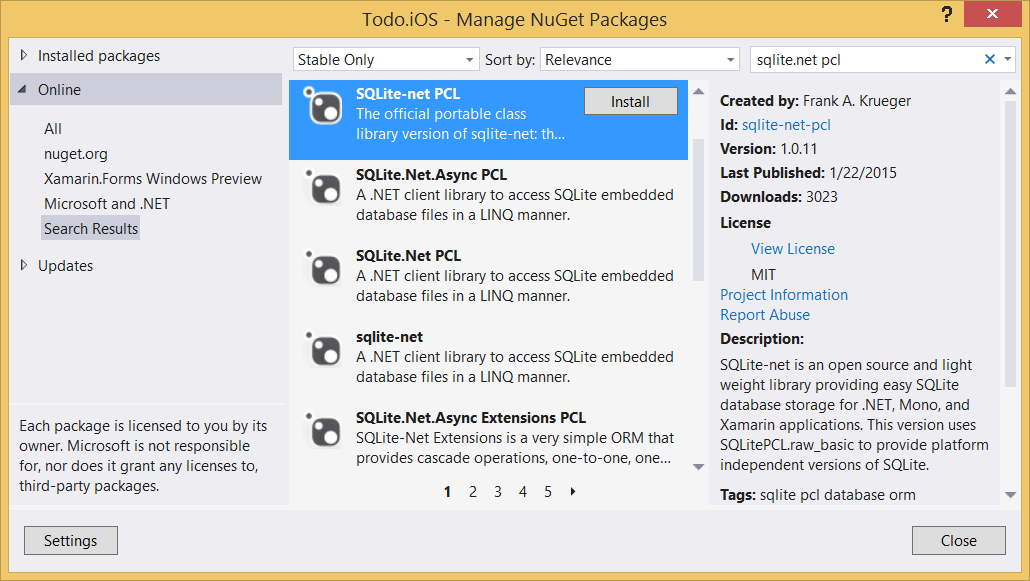 Todo.iOS - Manage NuGet Packages
?
Installed packages
Online
All
nuget.org
Xamarin.Forms Windows Preview
Microsoft and .NET
Search Results
Updates
Each package is licensed to you by its
owner. Microsoft is not responsible
for, nor does it grant any licenses to,
third-party packages.
Stable Only
Sort by:
Relevance
sqlite.net pcl
SQLite-net PCL
Install
The official portable class
library version of sqlite-net: th...
SQLite.Net.Async PCL
A .NET client library to access SQLite embedded
database files in a LINQ manner.
SQLite.Net PCL
A .NET client library to access SQLite embedded
database files in a LINQ manner.
sqlite-net
A .NET client library to access SQLite embedded
database files in a LINQ manner.
SQLite.Net.Async Extensions PCL
SQLite-Net Extensions is a very simple ORM that
provides cascade operations, one-to-one, one...
1 2 3 4 5
Created by: Frank A. Krueger
Id: sqlite-net-pcl
Version: 1.0.11
Last Published: 1/22/2015
Downloads: 3023
License
View License
MIT
Project Information
Report Abuse
Description:
SQLite-net is an open source and light
weight library providing easy SQLite
database storage for .NET, Mono, and
Xamarin applications. This version uses
SQLitePCL.raw_basic to provide platform
independent versions of SQLite.
Tags: sqlite pcl database orm
Settings
Close